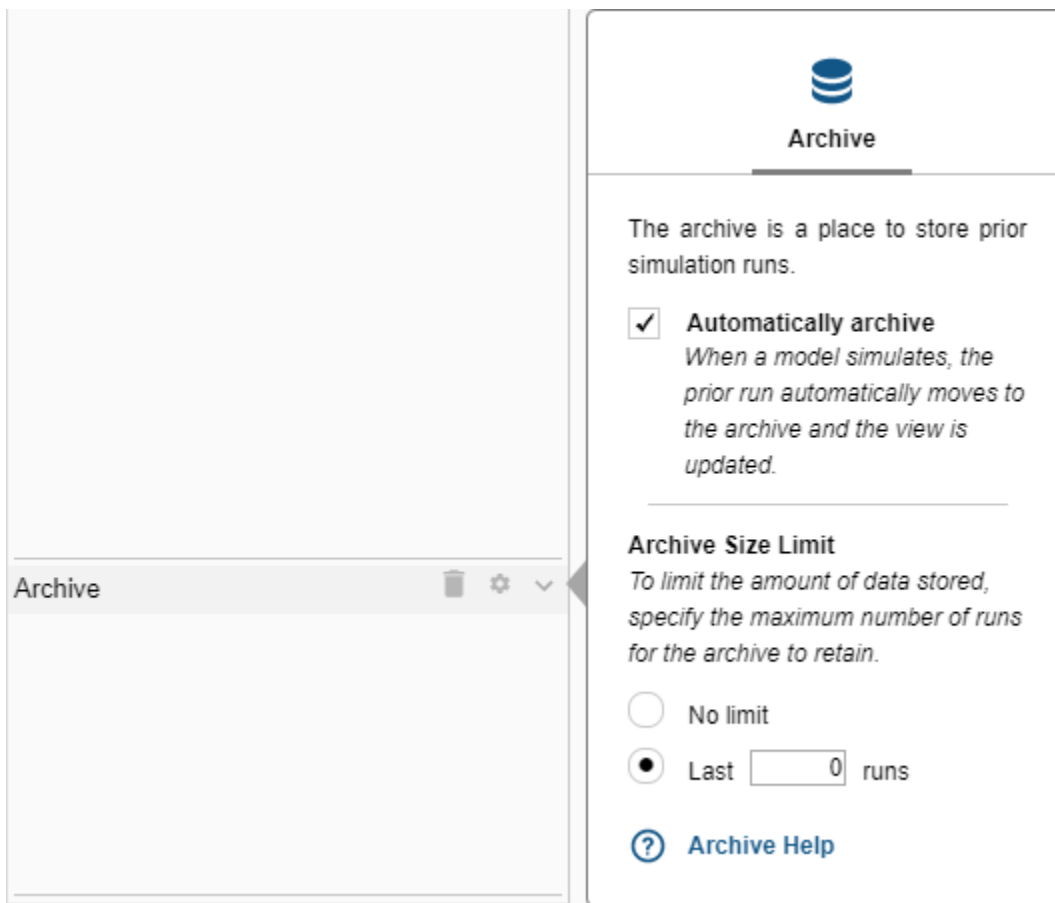 Archive
The archive is a place to store prior
simulation runs.
Automatically archive
When a model simulates, the
prior run automatically moves to
the archive and the view is
updated.
Archive Size Limit
To limit the amount of data stored,
specify the maximum number of runs
for the archive to retain.
No limit
Last 0 runs
? Archive Help
Archive